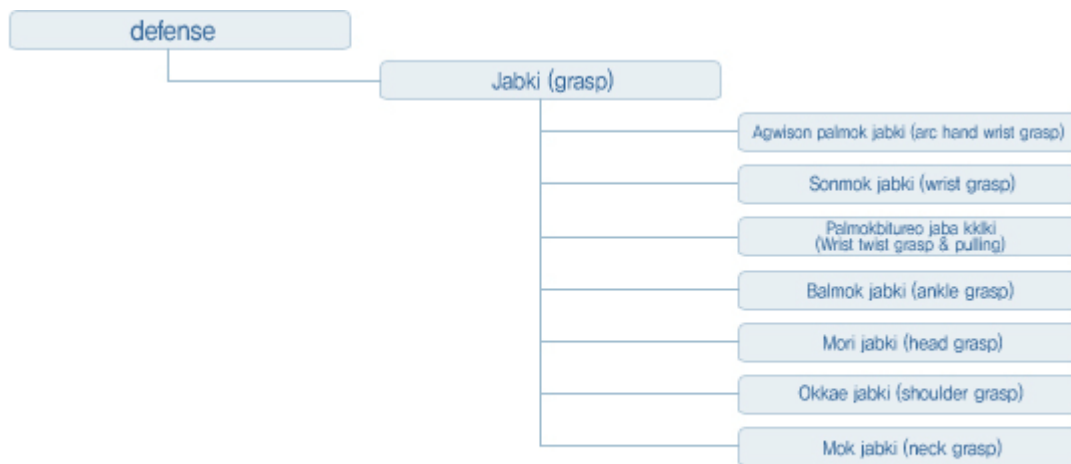 defense
Jabki (grasp)
Agwison palmok jabki (arc hand wrist grasp)
Sonmok jabki (wrist grasp)
Palmokbitureo jaba kklki
(Wrist twist grasp & pulling)
Balmok jabki (ankle grasp)
Mori jabki (head grasp)
Okkae jabki (shoulder grasp)
Mok jabki (neck grasp)